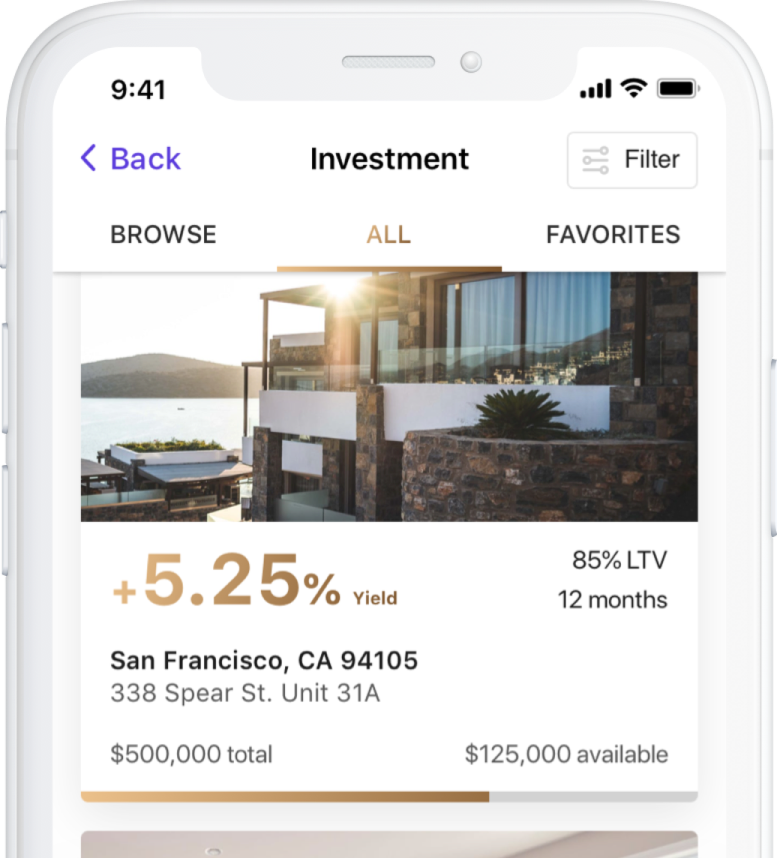 9:41
Back
Investment
Filter
BROWSE
ALL
FAVORITES
+5.25% Yield
85% LTV
12 months
San Francisco, CA 94105
338 Spear St. Unit 31A
$500,000 total
$125,000 available